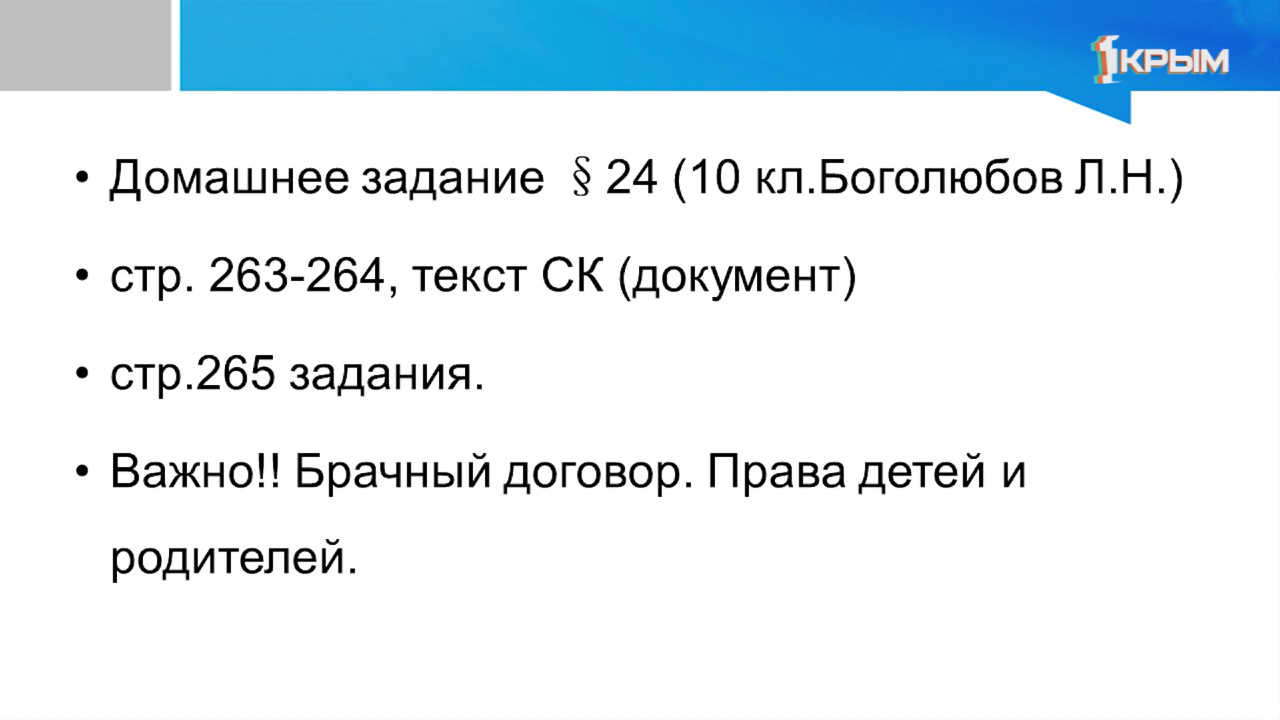 1КРЫМ
• Домашнее задание § 24 (10 кл.Боголюбов Л.Н.)
• стр. 263-264, текст СК (документ)
• стр.265 задания.
• Важно!! Брачный договор. Права детей и
родителей.